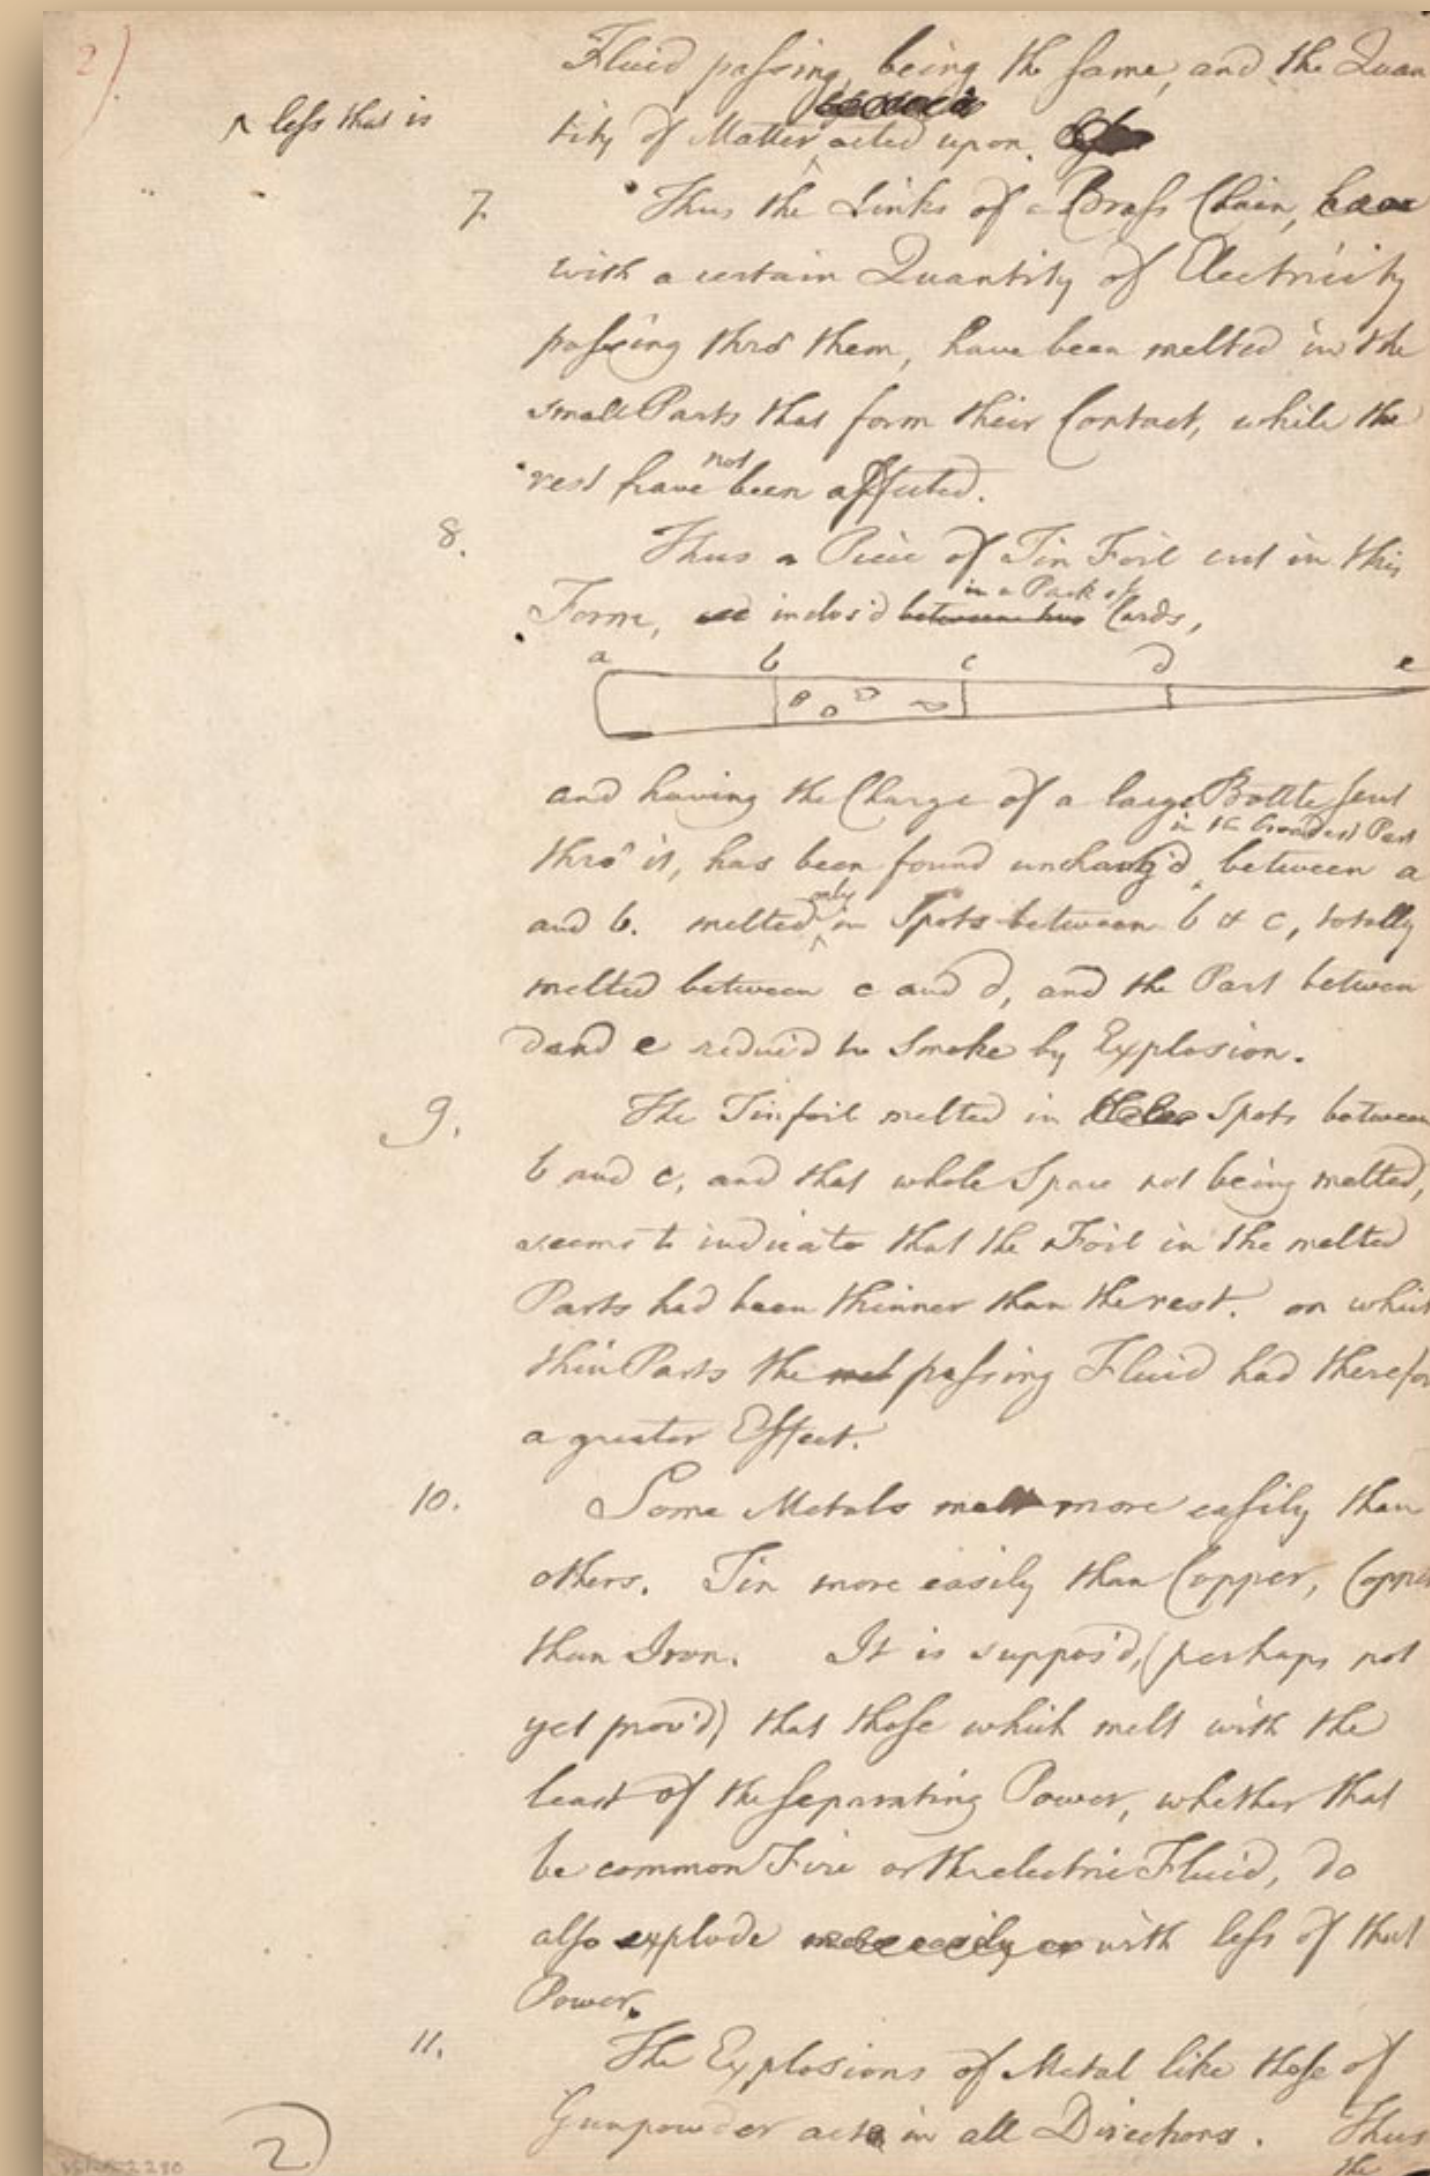 2)
Fluid passing, being the same, and the Quan
^ less that is
tity of Matter ^ acted upon.
7. Thus the Links of a Brass Chain,
with a certain Quantity of Electricity
passing thro' them, have been melted in the
small Parts that form their Contact, while the
not
rest have been affected.
8. Thus a Piece of Tin Foil cut in this
in a Pack of
Form, inclos'd between two Cards,
a b c d e
and having the Charge of a large Bottle sent
in the broadest Part
thro' it, has been found unchang'd ^ between a
only
and b. melted ^ in Spots between b & c, totally
melted between c and d, and the Part between
d and e reduc'd to Smoke by Explosion.
9. The Tinfoil melted in Spots between
b and c, and that whole Space not being melted,
seems to indicate that the Foil in the melted
Parts had been thinner than the rest. on which
thin Parts the passing Fluid had therefor
a greater Effect.
10. Some Metals melt more easily than
others. Tin more easily than Copper, Copper
than Iron. It is suppos'd, (perhaps not
yet prov'd) that those which melt with the
least of the separating Power, whether that
be common Fire or the electric Fluid, do
also explode more easily or with less of that
Power.
11. The Explosions of Metal like those of
Gunpowder act in all Directions. Thus
the
2)